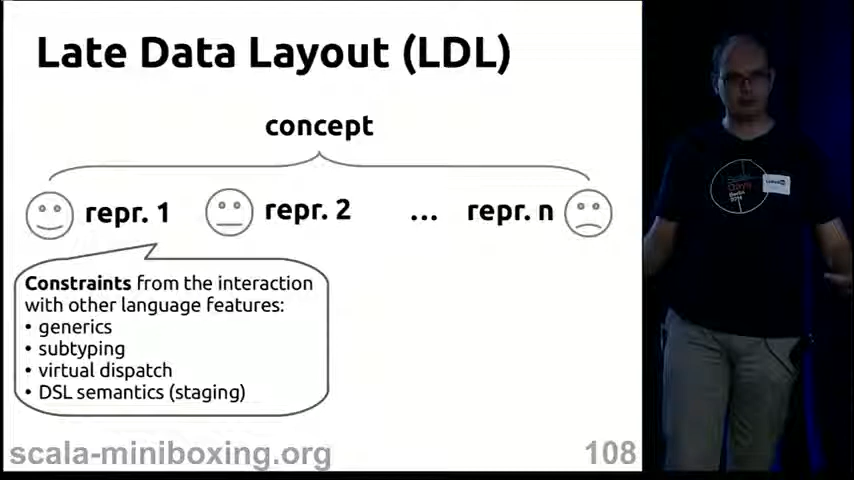 Late Data Layout (LDL)
concept
repr. 1 repr. 2 ... repr. n
Constraints from the interaction
with other language features:
• generics
• subtyping
• virtual dispatch
• DSL semantics (staging)
scala-miniboxing.org 108